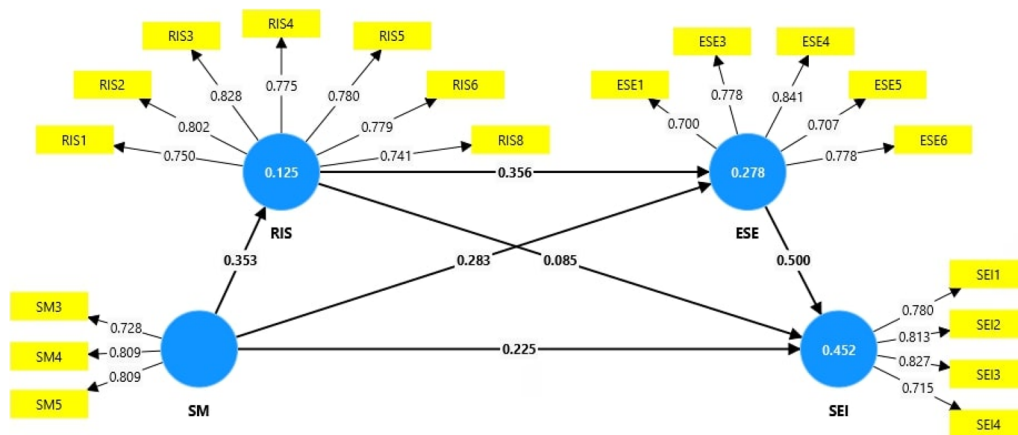 RIS4
RIS3
RIS5
ESE3
ESE4
RIS2
RIS6
ESE1
ESE5
RIS1
RIS8
ESE6
0.775
0.828
0.780
0.802
0.779
0.750
0.741
0.778
0.841
0.700
0.707
0.778
0.125
0.356
0.278
RIS
ESE
0.353
0.283
0.085
0.500
SM3
SM4
SM5
0.728
0.809
0.809
0.225
0.452
SM
SEI
SEI1
SEI2
SEI3
SEI4
0.780
0.813
0.827
0.715